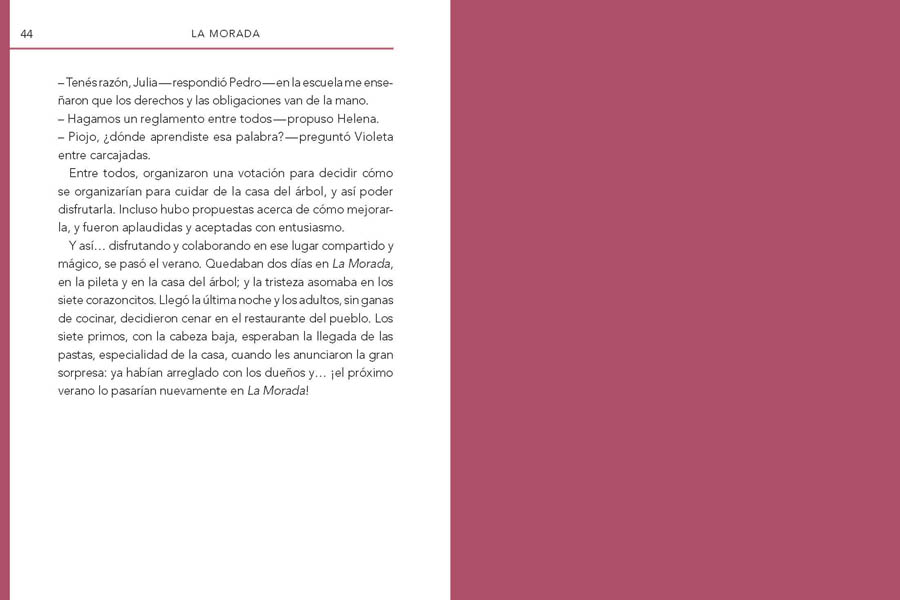 44
LA MORADA
– Tenés razón, Julia — respondió Pedro — en la escuela me ense-
ñaron que los derechos y las obligaciones van de la mano.
– Hagamos un reglamento entre todos — propuso Helena.
– Piojo, ¿dónde aprendiste esa palabra? — preguntó Violeta
entre carcajadas.
Entre todos, organizaron una votación para decidir cómo
se organizarían para cuidar de la casa del árbol, y así poder
disfrutarla. Incluso hubo propuestas acerca de cómo mejorar-
la, y fueron aplaudidas y aceptadas con entusiasmo.
Y así… disfrutando y colaborando en ese lugar compartido y
mágico, se pasó el verano. Quedaban dos días en La Morada,
en la pileta y en la casa del árbol; y la tristeza asomaba en los
siete corazoncitos. Llegó la última noche y los adultos, sin ganas
de cocinar, decidieron cenar en el restaurante del pueblo. Los
siete primos, con la cabeza baja, esperaban la llegada de las
pastas, especialidad de la casa, cuando les anunciaron la gran
sorpresa: ya habían arreglado con los dueños y… ¡el próximo
verano lo pasarían nuevamente en La Morada!